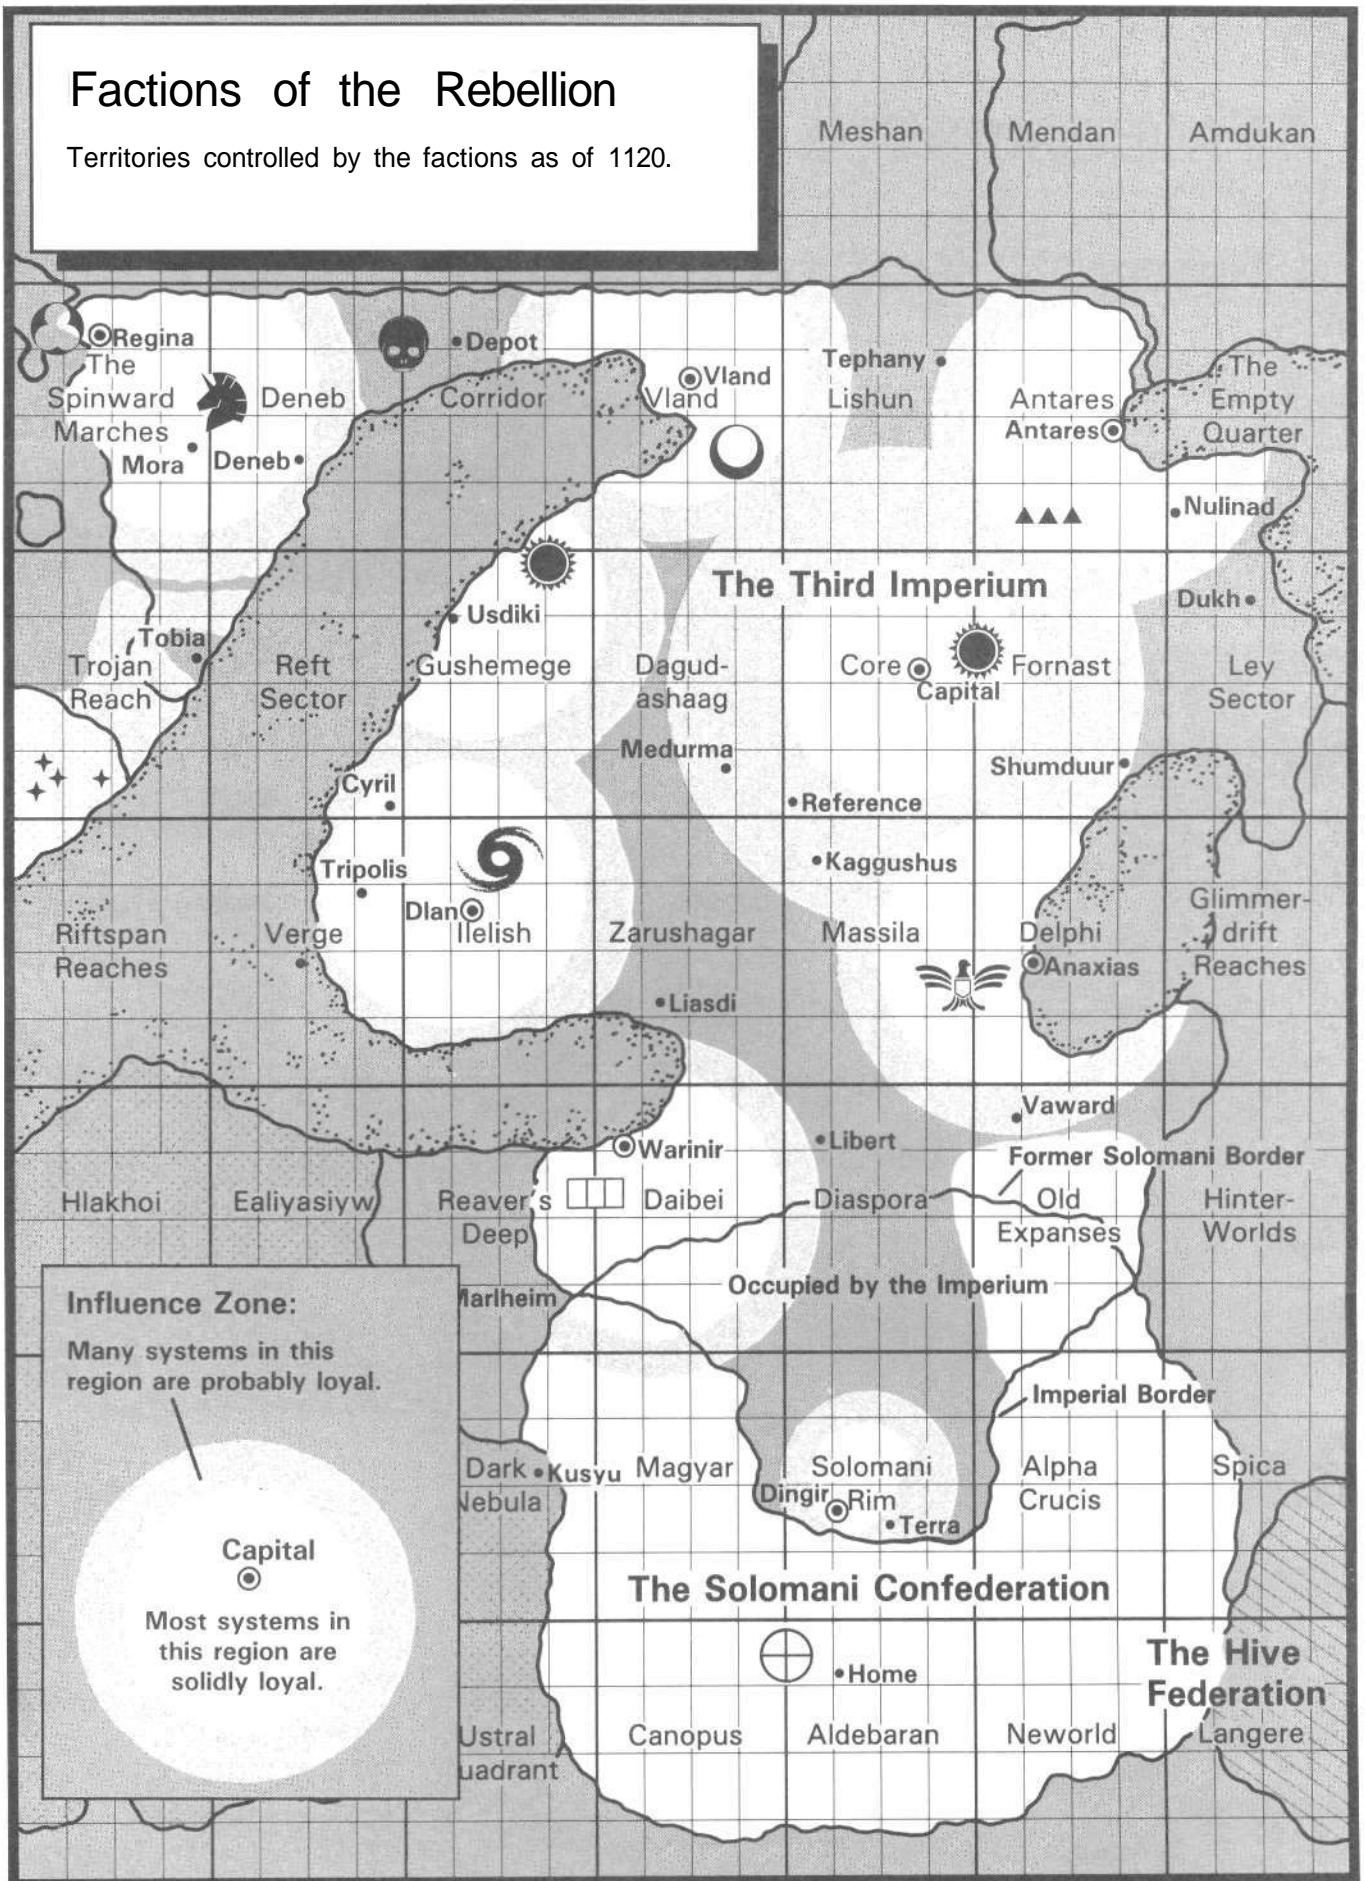 Factions of the Rebellion
Territories controlled by the factions as of 1120.
Meshan
Mendan
Amdukan
Regina
The
Spinward
Marches
Mora
Deneb
Deneb
Depot
Corridor
Vland
Vland
Tephany
Lishun
Antares
Antares
The
Empty
Quarter
Nulinad
The Third Imperium
Usdiki
Gushemege
Dukh
Tobia
Trojan
Reach
Reft
Sector
Dagud-
ashaag
Core
Capital
Fornast
Ley
Sector
Medurma
Shumduur
Cyril
Reference
Tripolis
Kaggushus
Dlan
Ilelish
Riftspan
Reaches
Verge
Zarushagar
Massila
Delphi
Anaxias
Glimmer-
drift
Reaches
Liasdi
Vaward
Libert
Warinir
Former Solomani Border
Hlakhoi
Ealiyasiyw
Reaver's
Deep
Daibei
Diaspora
Old
Expanses
Hinter-
Worlds
Occupied by the Imperium
Marlheim
Influence Zone:
Many systems in this
region are probably loyal.
Capital
Most systems in
this region are
solidly loyal.
Imperial Border
Dark
Nebula
Kusyu
Magyar
Solomani
Rim
Dingir
Terra
Alpha
Crucis
Spica
The Solomani Confederation
Home
The Hive
Federation
Ustral
uadrant
Canopus
Aldebaran
Neworld
Langere